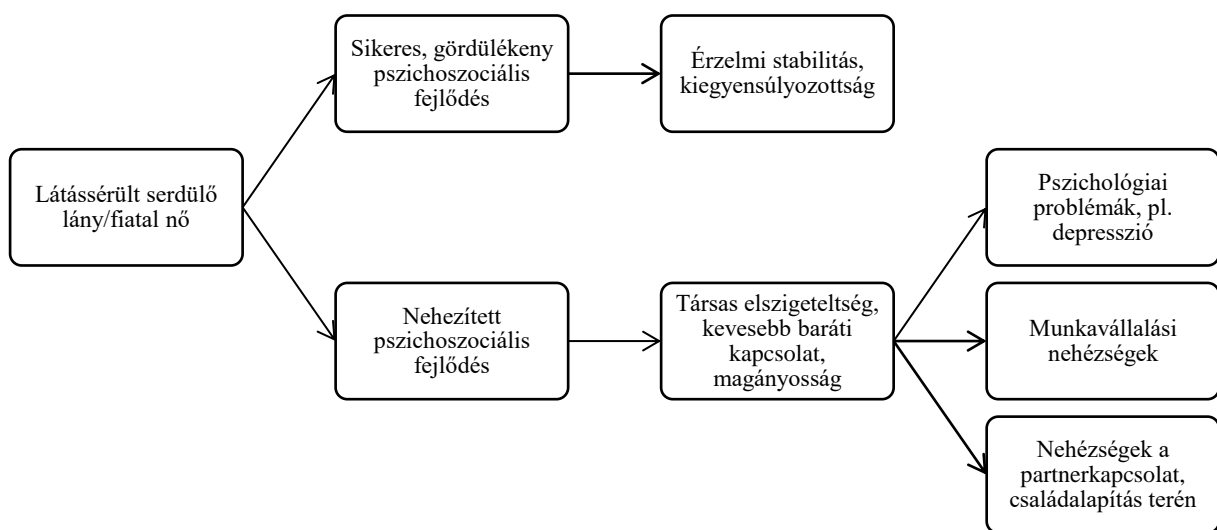 Sikeres, gördülékeny
pszichoszociális
fejlődés
Érzelmi stabilitás,
kiegyensúlyozottság
Látássérült serdülő
lány/fiatal nő
Nehezített
pszichoszociális
fejlődés
Társas elszigeteltség,
kevesebb baráti
kapcsolat,
magányosság
Pszichológiai
problémák, pl.
depresszió
Munkavállalási
nehézségek
Nehézségek a
partnerkapcsolat,
családalapítás terén